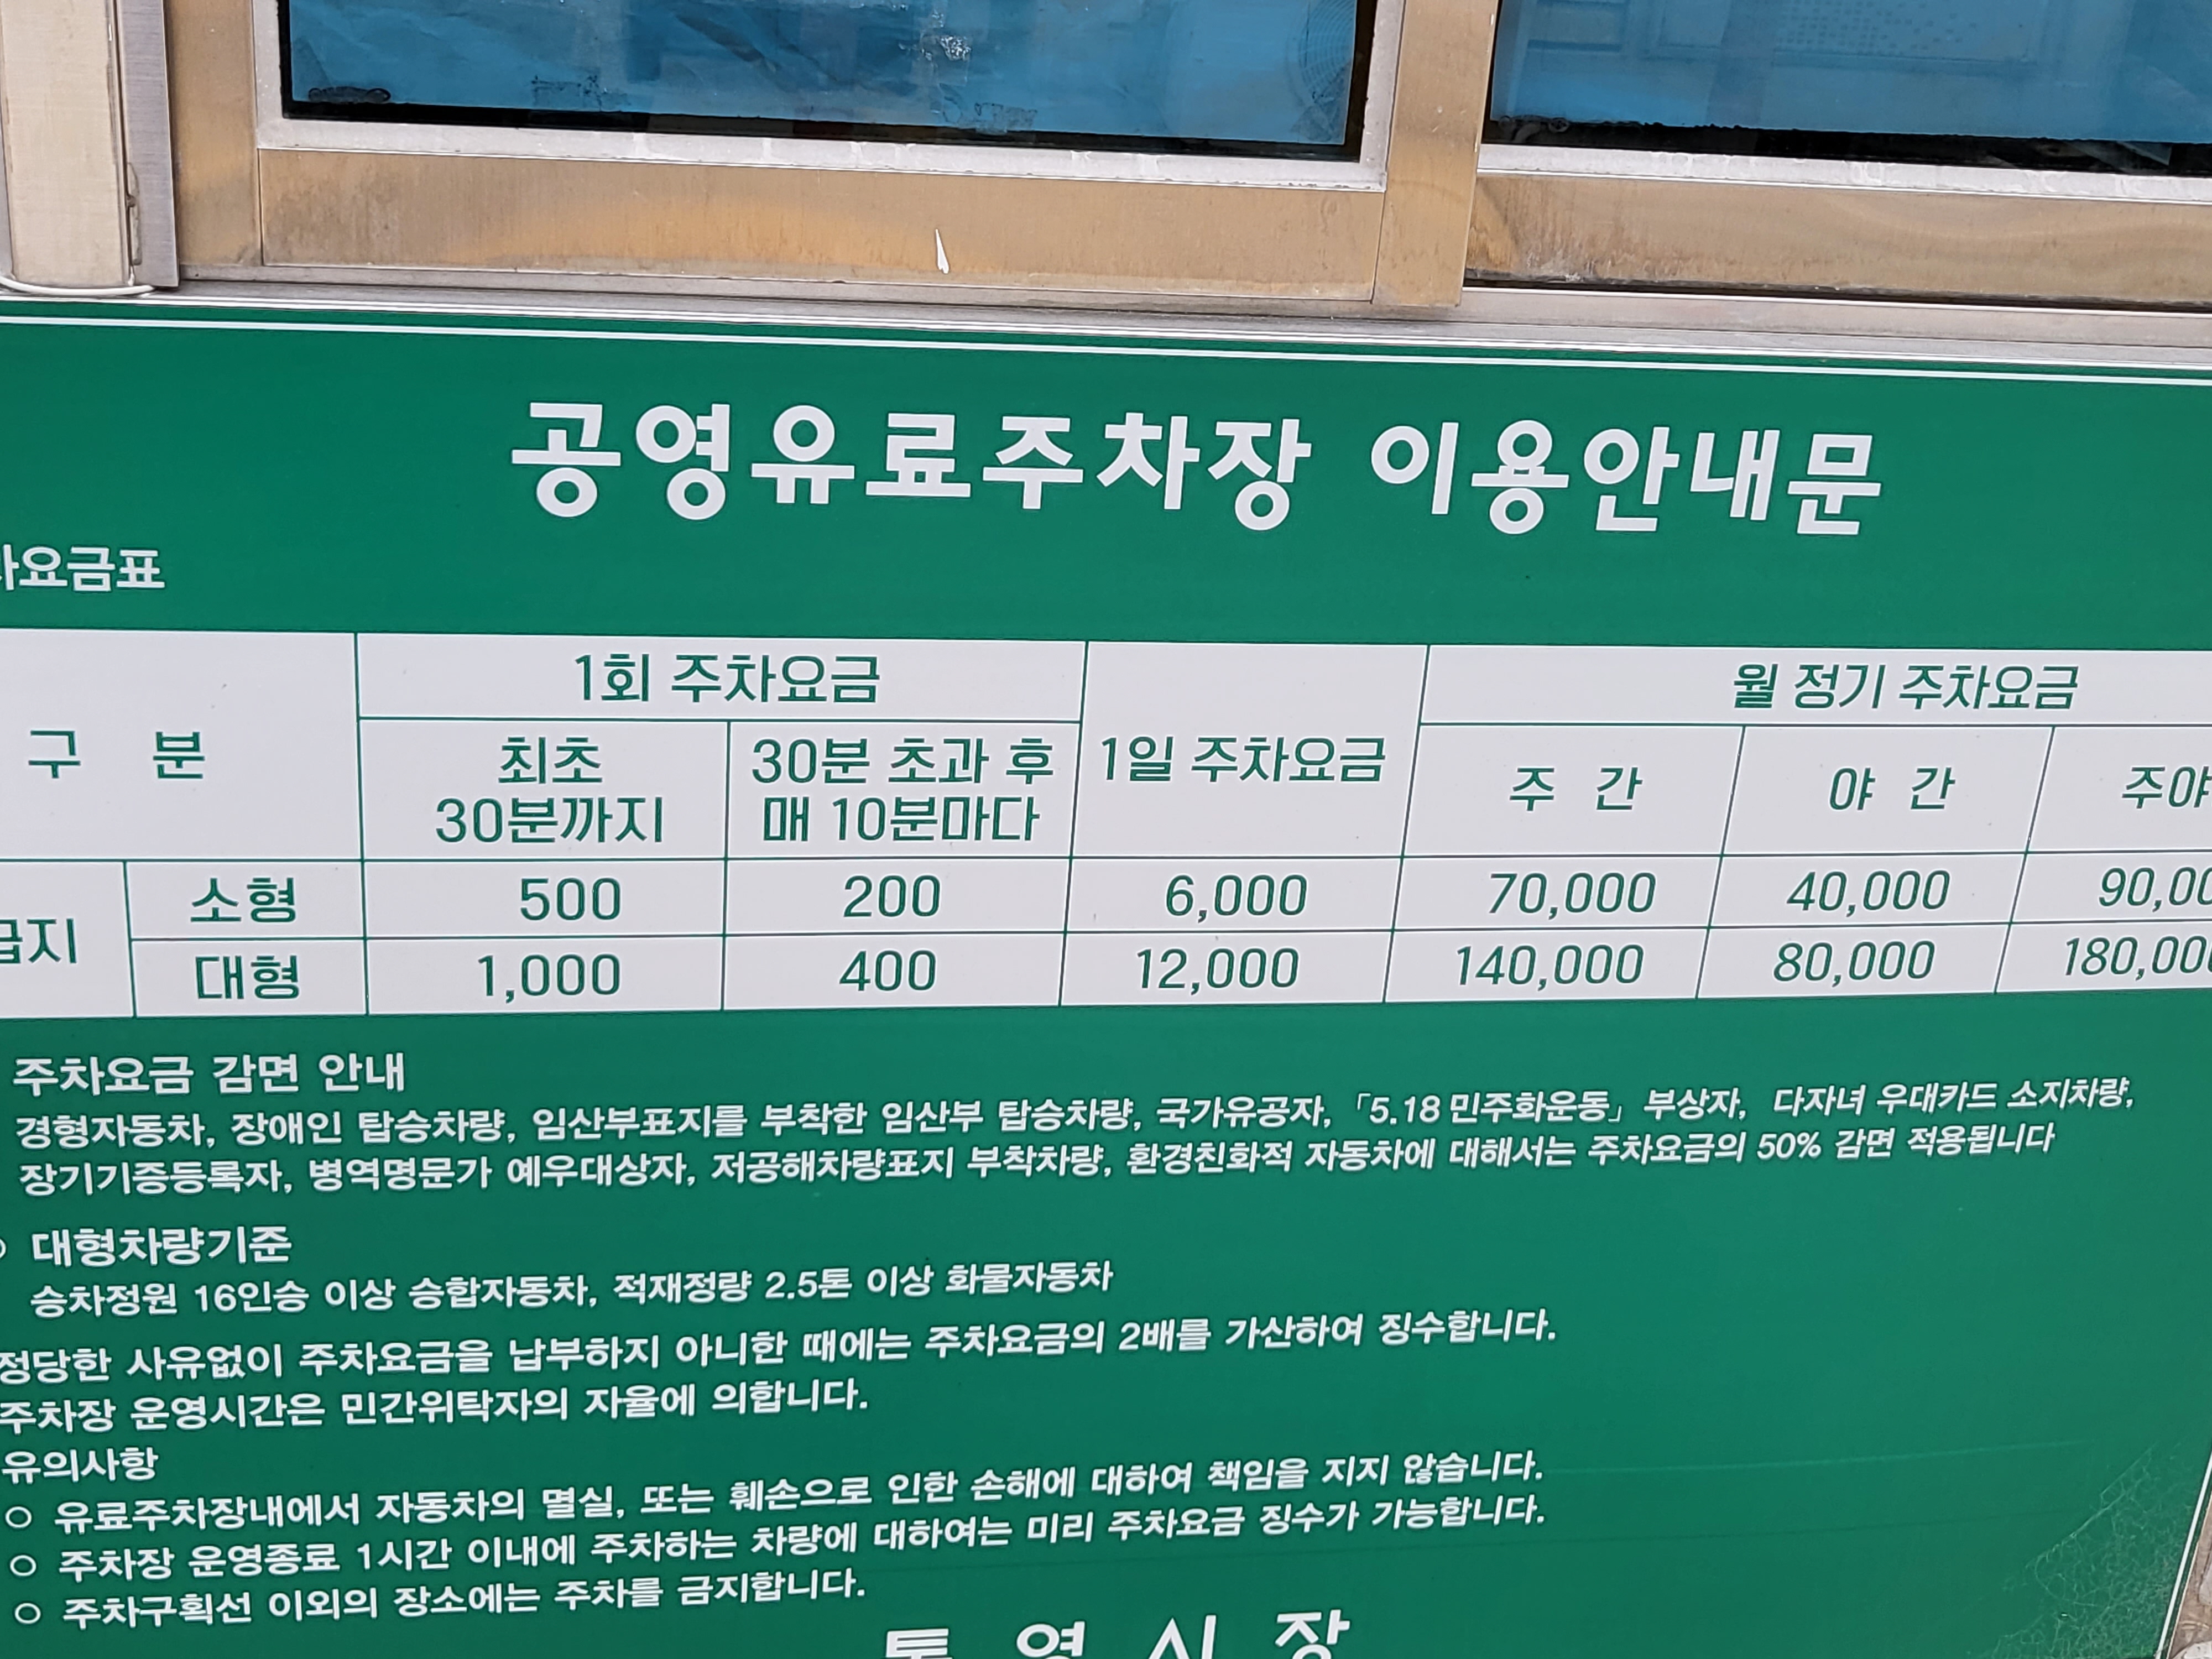 공영유료주차장 이용안내문
차요금표
구 분
1회 주차요금
1일 주차요금
월 정기 주차요금
최초
30분까지
30분 초과 후
매 10분마다
주 간
야 간
주야
급지
소형 500 200 6,000 70,000 40,000 90,00
대형 1,000 400 12,000 140,000 80,000 180,00
주차요금 감면 안내
경형자동차, 장애인 탑승차량, 임산부표지를 부착한 임산부 탑승차량, 국가유공자, 「5.18 민주화운동」 부상자, 다자녀 우대카드 소지차량,
장기기증등록자, 병역명문가 예우대상자, 저공해차량표지 부착차량, 환경친화적 자동차에 대해서는 주차요금의 50% 감면 적용됩니다
○ 대형차량기준
승차정원 16인승 이상 승합자동차, 적재정량 2.5톤 이상 화물자동차
정당한 사유없이 주차요금을 납부하지 아니한 때에는 주차요금의 2배를 가산하여 징수합니다.
주차장 운영시간은 민간위탁자의 자율에 의합니다.
유의사항
○ 유료주차장내에서 자동차의 멸실, 또는 훼손으로 인한 손해에 대하여 책임을 지지 않습니다.
○ 주차장 운영종료 1시간 이내에 주차하는 차량에 대하여는 미리 주차요금 징수가 가능합니다.
○ 주차구획선 이외의 장소에는 주차를 금지합니다.
통 영 시 장